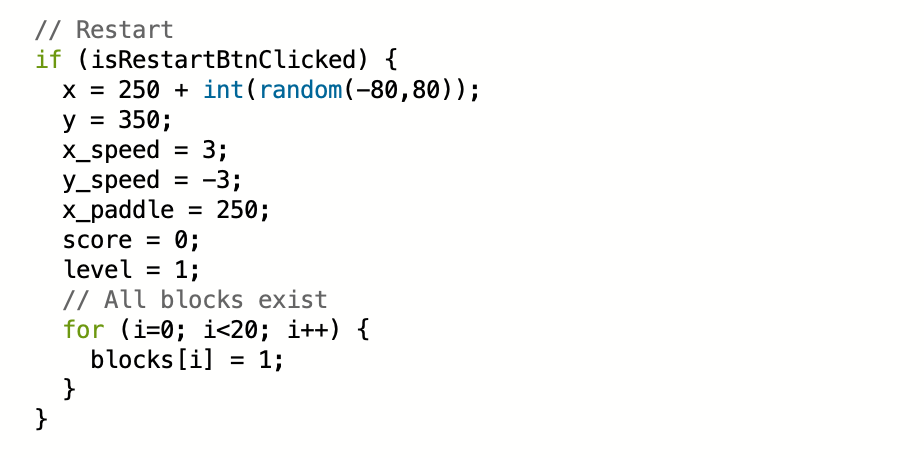 // Restart
if (isRestartBtnClicked) {
  x = 250 + int(random(-80,80));
  y = 350;
  x_speed = 3;
  y_speed = -3;
  x_paddle = 250;
  score = 0;
  level = 1;
  // All blocks exist
  for (i=0; i<20; i++) {
    blocks[i] = 1;
  }
}